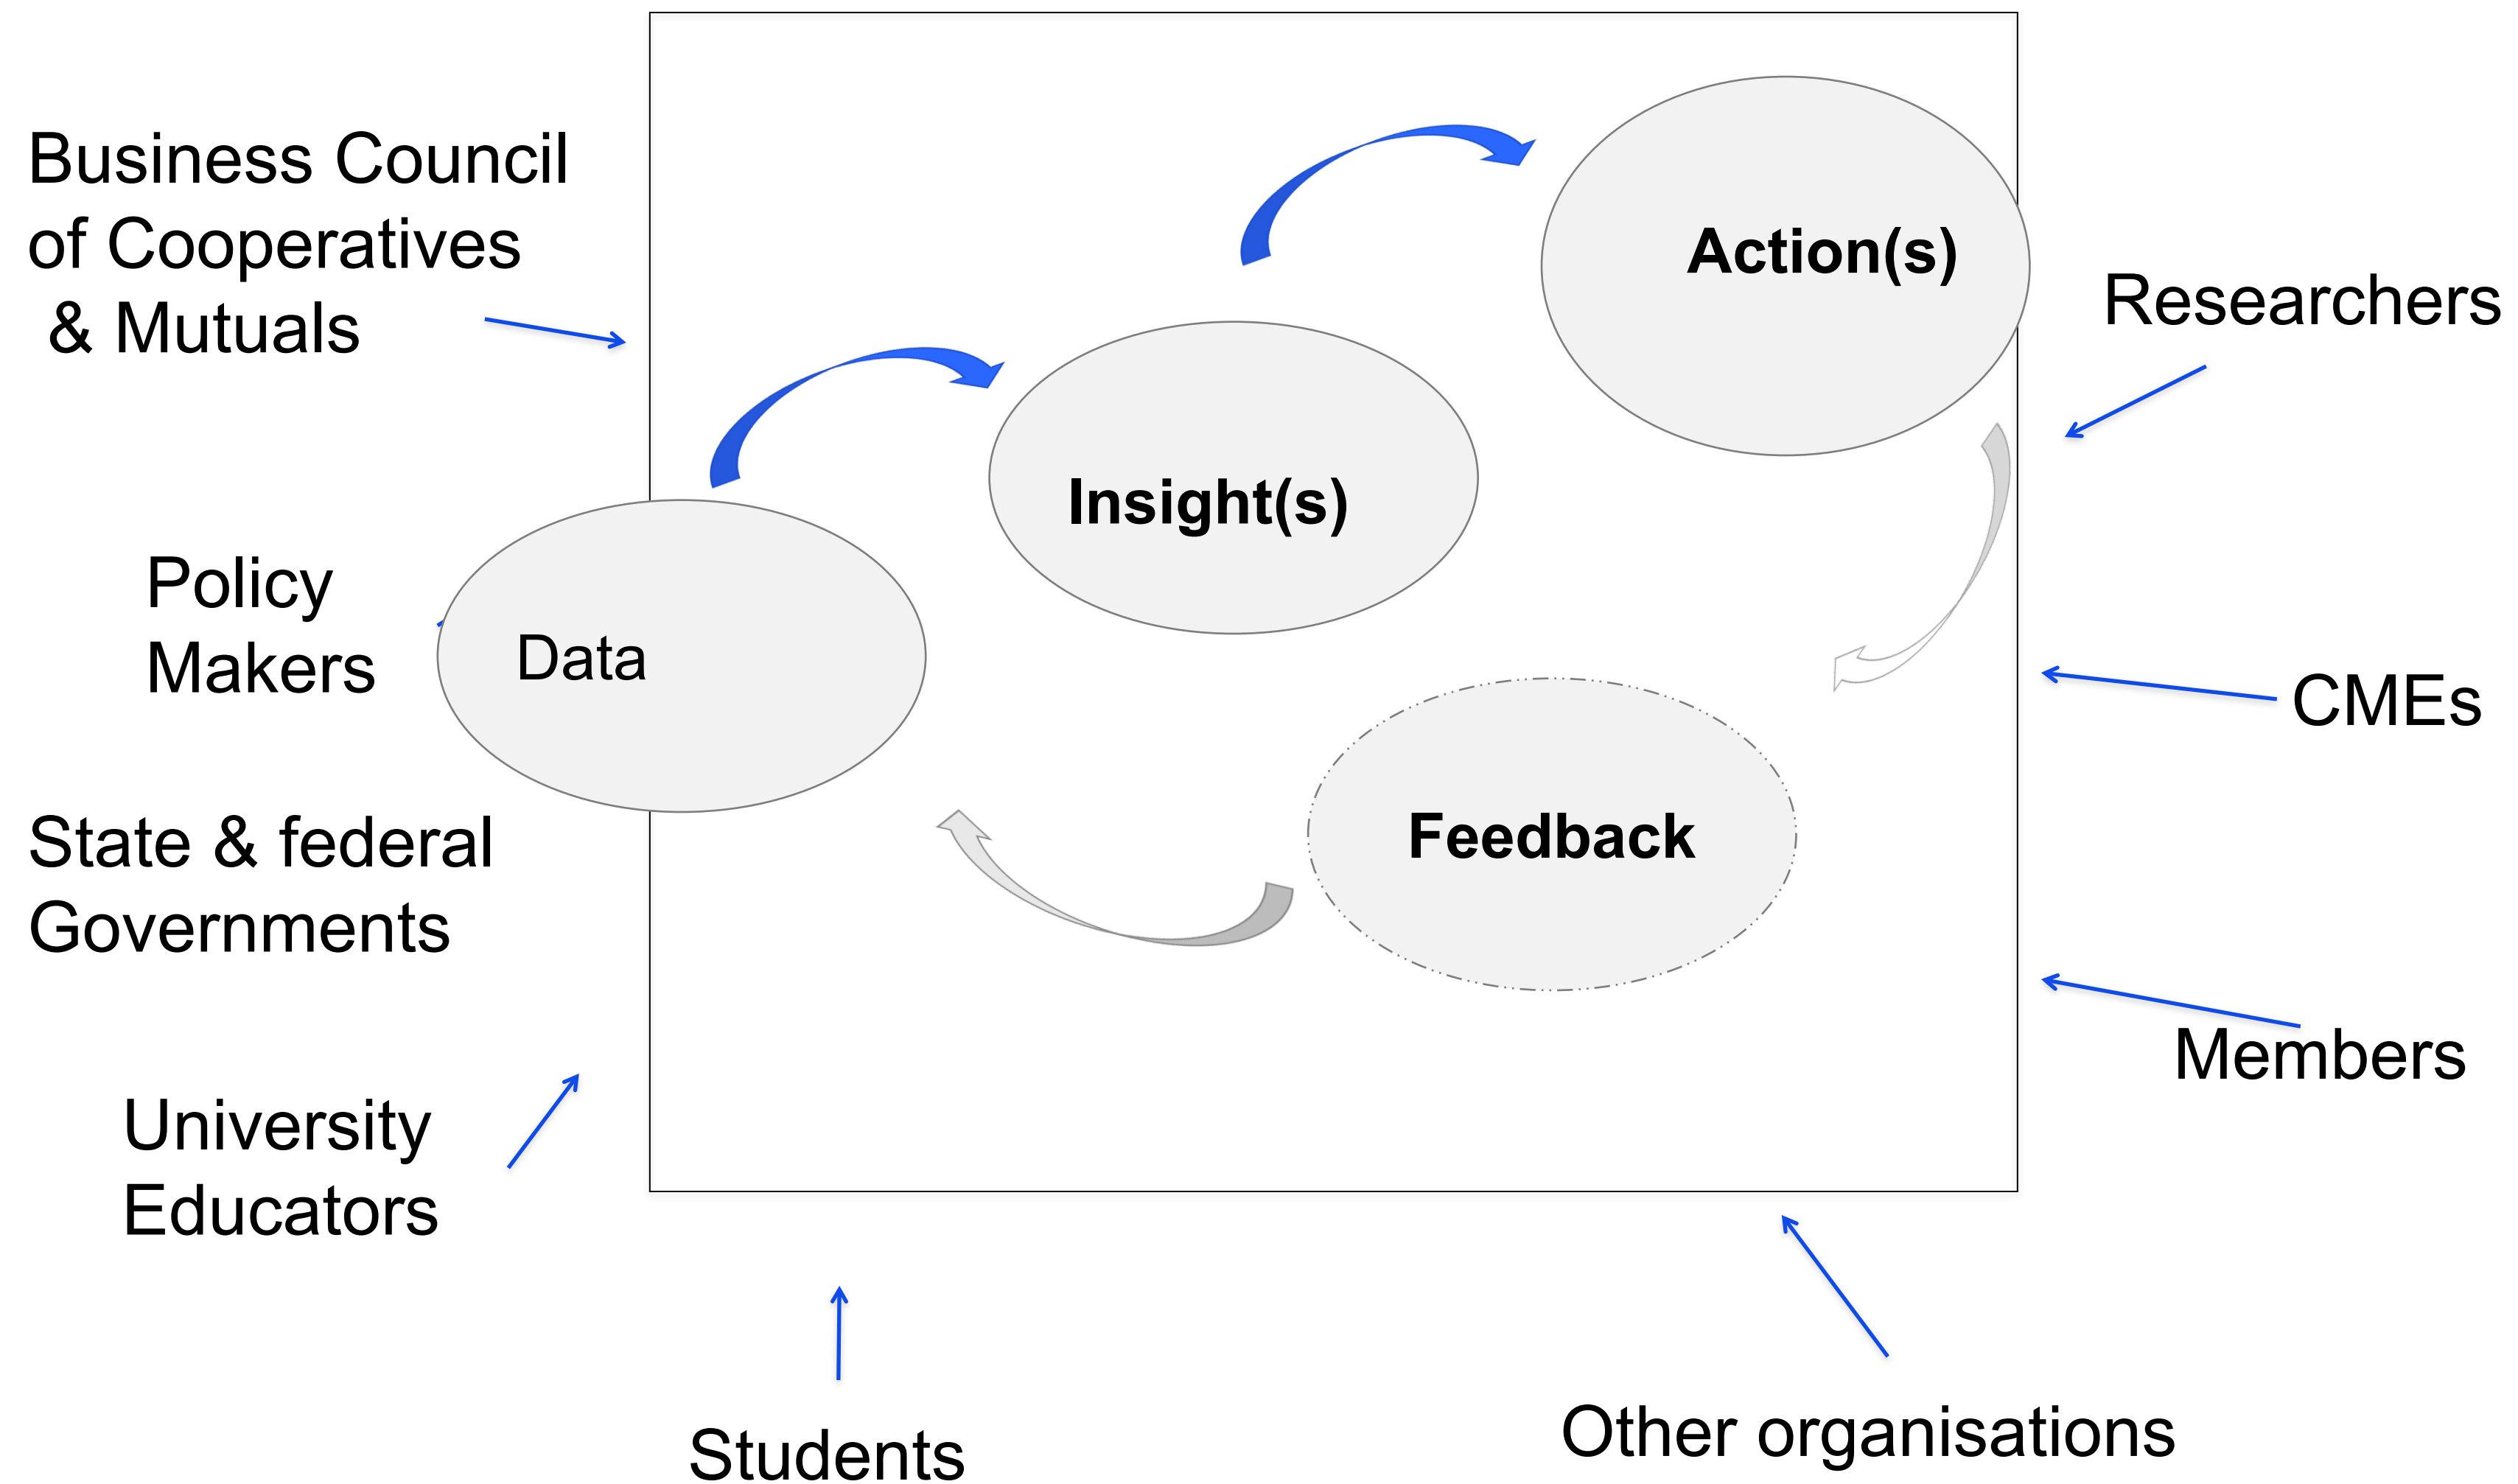 Business Council
of Cooperatives
& Mutuals
Action(s)
Researchers
Insight(s)
Policy
Makers
Data
CMEs
State & federal
Governments
Feedback
Members
University
Educators
Students
Other organisations